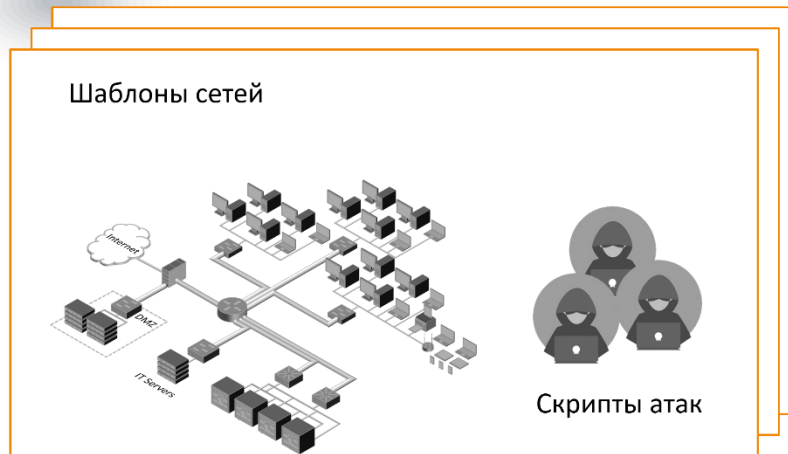 Шаблоны сетей
Internet
DMZ
IT Servers
Скрипты атак